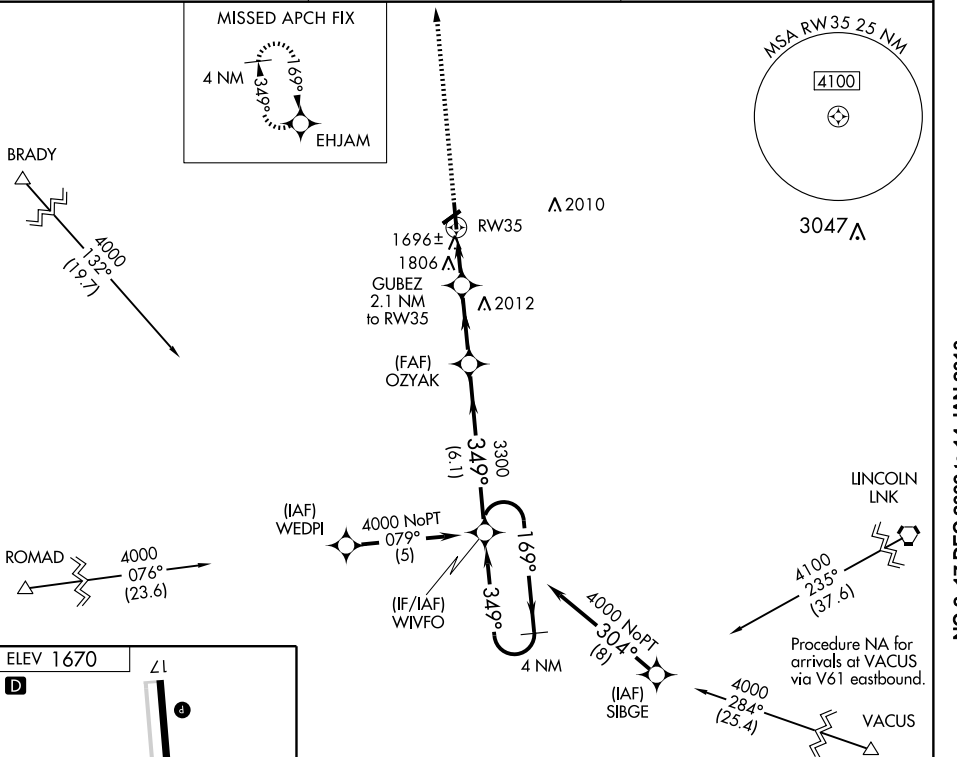 MISSED APCH FIX
4 NM
349°
169°
EHJAM
MSA RW35 25 NM
4100
3047
BRADY
4000
132°
(19.7)
2010
RW35
1696±
1806
GUBEZ
2.1 NM
to RW35
2012
(FAF)
OZYAK
3300
349°
(6.1)
LINCOLN
LNK
4100
235°
(37.6)
(IAF)
WEDPI
4000 NoPT
079°
(5)
ROMAD
4000
076°
(23.6)
(IF/IAF)
WIVFO
349°
169°
4 NM
4000 NoPT
304°
(8)
(IAF)
SIBGE
Procedure NA for
arrivals at VACUS
via V61 eastbound.
4000
284°
(25.4)
VACUS
ELEV 1670
D
17
P